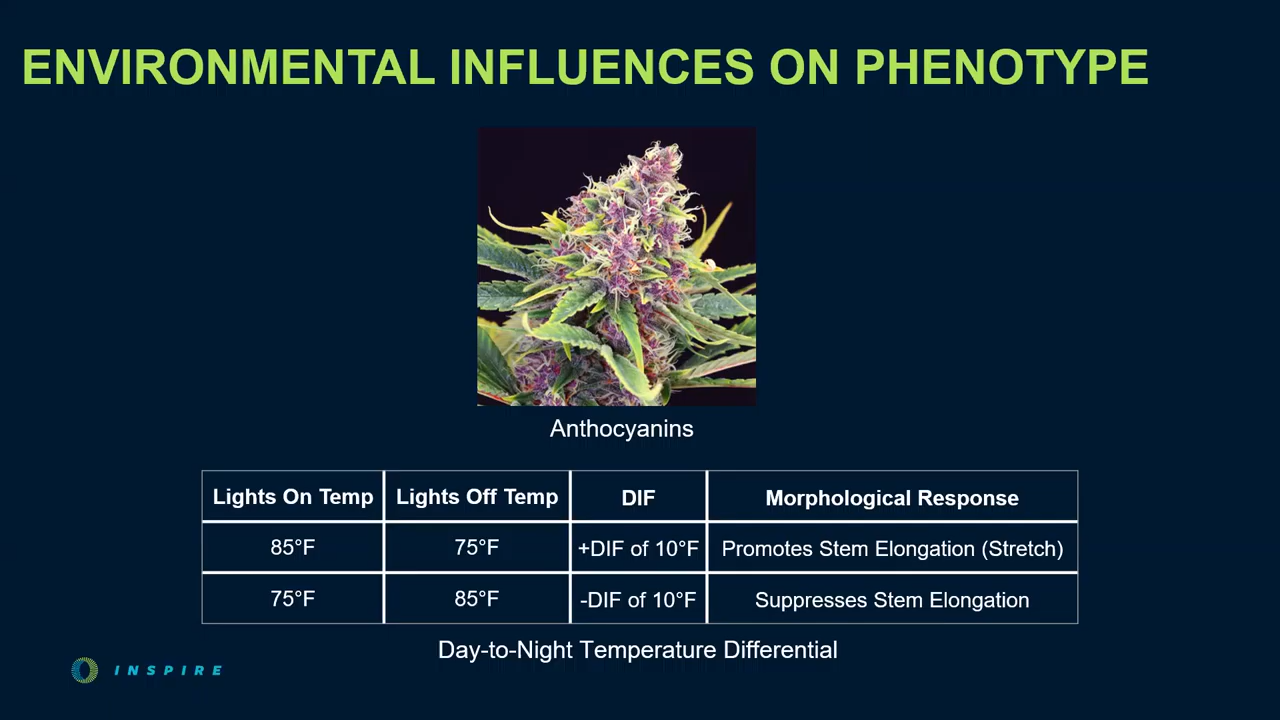 ENVIRONMENTAL INFLUENCES ON PHENOTYPE
Anthocyanins
Lights On Temp Lights Off Temp DIF Morphological Response
85°F 75°F +DIF of 10°F Promotes Stem Elongation (Stretch)
75°F 85°F -DIF of 10°F Suppresses Stem Elongation
Day-to-Night Temperature Differential
INSPIRE